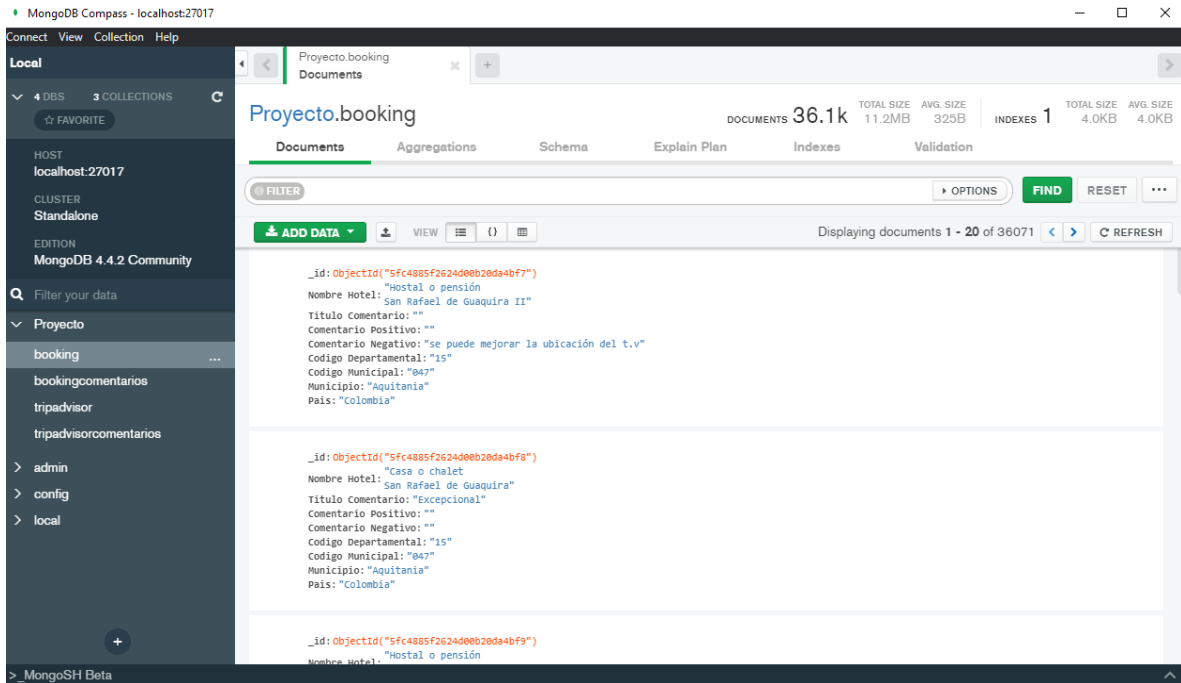 MongoDB Compass - localhost:27017
Connect View Collection Help
Local
4 DBS 3 COLLECTIONS
☆ FAVORITE
HOST
localhost:27017
CLUSTER
Standalone
EDITION
MongoDB 4.4.2 Community
Filter your data
Proyecto
booking ...
bookingcomentarios
tripadvisor
tripadvisorcomentarios
admin
config
local
+
>_MongoSH Beta
Proyecto.booking
Documents
+
Proyecto.booking
DOCUMENTS 36.1k TOTAL SIZE 11.2MB AVG. SIZE 325B INDEXES 1 TOTAL SIZE 4.0KB AVG. SIZE 4.0KB
Documents Aggregations Schema Explain Plan Indexes Validation
FILTER OPTIONS FIND RESET ...
ADD DATA VIEW {} Displaying documents 1 - 20 of 36071 < > REFRESH
_id: ObjectId("5fc4885f2624d00b20da4bf7")
Nombre Hotel: "Hostal o pensión
San Rafael de Guaquira II"
Titulo Comentario: ""
Comentario Positivo: ""
Comentario Negativo: "se puede mejorar la ubicación del t.v"
Codigo Departamental: "15"
Codigo Municipal: "047"
Municipio: "Aquitania"
Pais: "Colombia"
_id: ObjectId("5fc4885f2624d00b20da4bf8")
Nombre Hotel: "Casa o chalet
San Rafael de Guaquira"
Titulo Comentario: "Excepcional"
Comentario Positivo: ""
Comentario Negativo: ""
Codigo Departamental: "15"
Codigo Municipal: "047"
Municipio: "Aquitania"
Pais: "Colombia"
_id: ObjectId("5fc4885f2624d00b20da4bf9")
Nombre Hotel: "Hostal o pensión